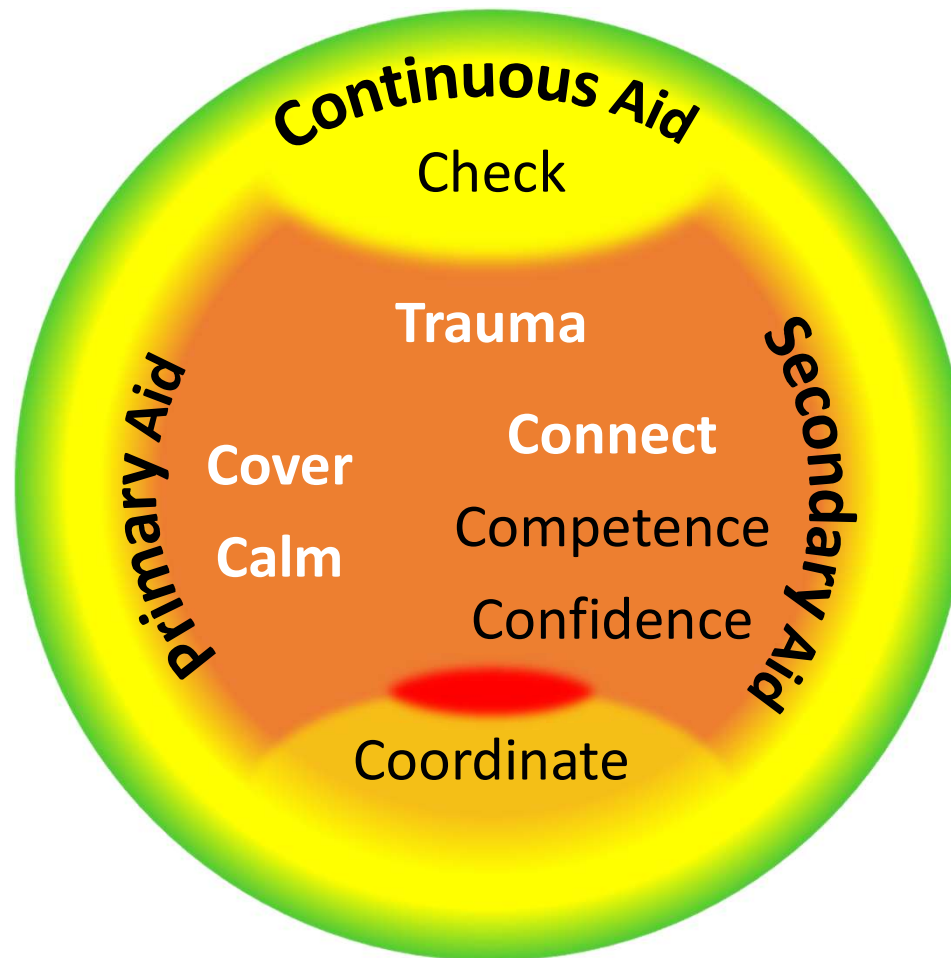 Continuous Aid
Check
Trauma
Primary Aid
Cover
Calm
Connect
Competence
Confidence
Secondary Aid
Coordinate